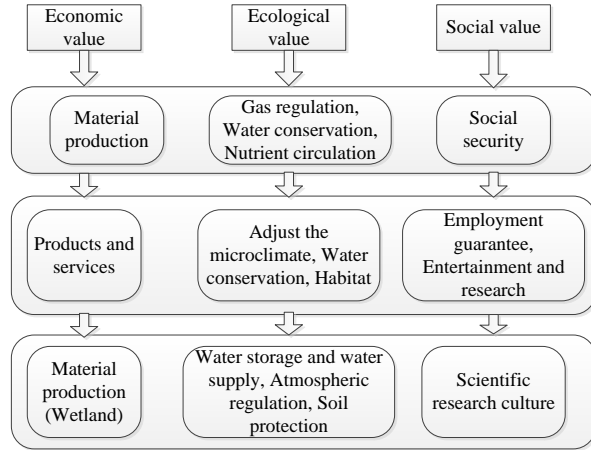 Economic
value
Ecological
value
Social value
Material
production
Gas regulation,
Water conservation,
Nutrient circulation
Social
security
Products and
services
Adjust the
microclimate, Water
conservation, Habitat
Employment
guarantee,
Entertainment and
research
Material
production
(Wetland)
Water storage and water
supply, Atmospheric
regulation, Soil
protection
Scientific
research culture